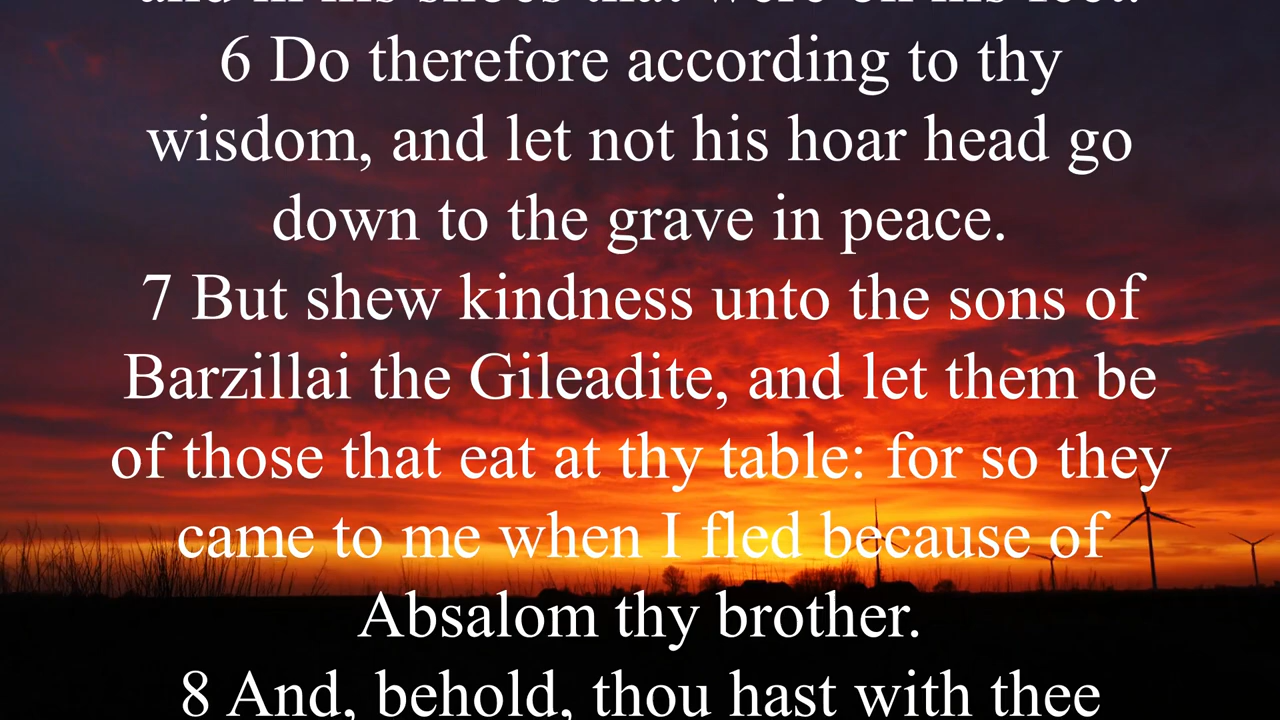 and in his shoes that were on his feet.
6 Do therefore according to thy
wisdom, and let not his hoar head go
down to the grave in peace.
7 But shew kindness unto the sons of
Barzillai the Gileadite, and let them be
of those that eat at thy table: for so they
came to me when I fled because of
Absalom thy brother.
8 And, behold, thou hast with thee